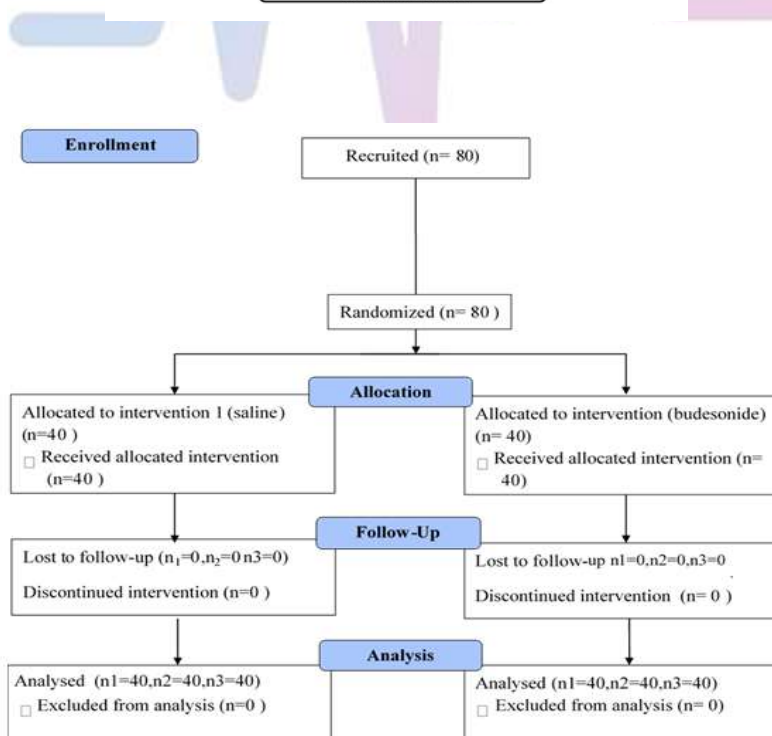 Enrollment
Recruited (n= 80)
Randomized (n= 80 )
Allocation
Allocated to intervention 1 (saline)
(n=40 )
□ Received allocated intervention
(n=40 )
Allocated to intervention (budesonide)
(n= 40)
□ Received allocated intervention (n=
40)
Follow-Up
Lost to follow-up (n₁=0,n₂=0 n3=0)
Discontinued intervention (n=0 )
Lost to follow-up n1=0,n2=0,n3=0
.
Discontinued intervention (n= 0 )
Analysis
Analysed (n1=40,n2=40,n3=40)
□ Excluded from analysis (n=0 )
Analysed (n1=40,n2=40,n3=40)
□ Excluded from analysis (n= 0)